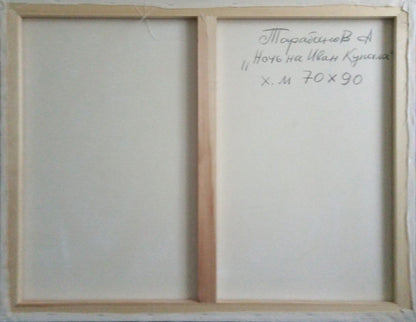 Тарабанов А
„Ночь на Иван Купала"
х.м 70х90